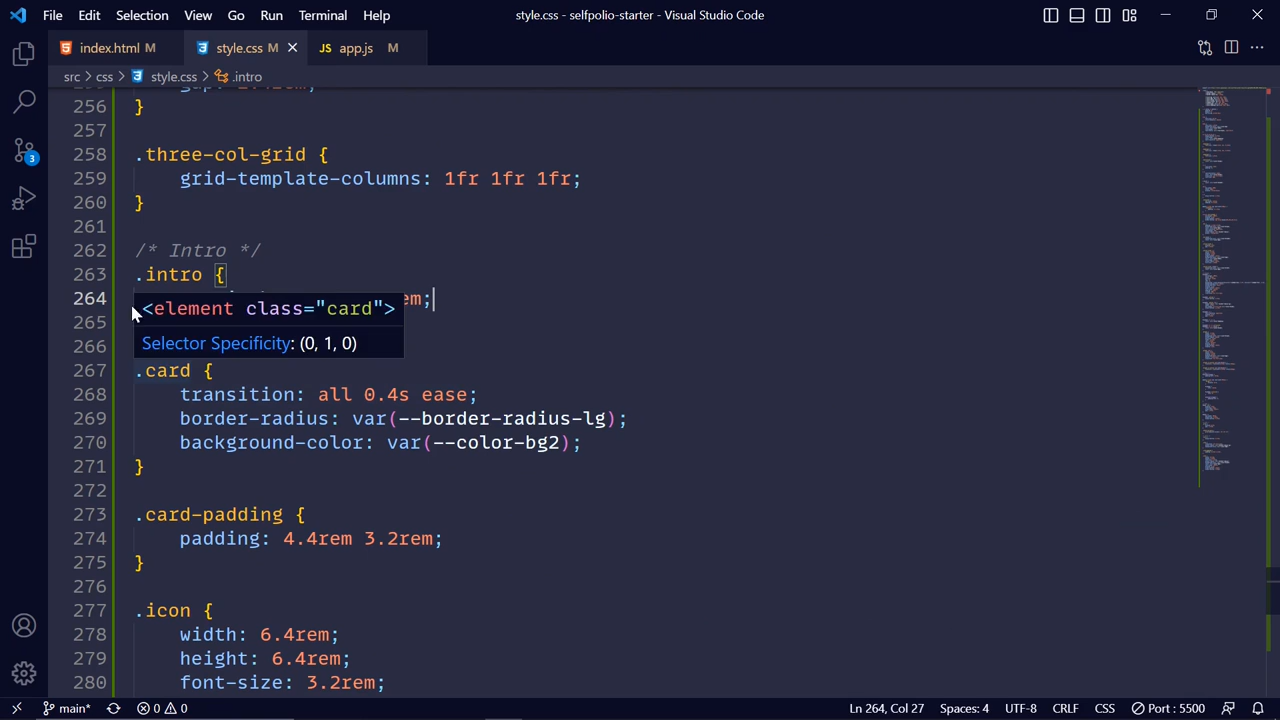 File Edit Selection View Go Run Terminal Help
style.css - selfpolio-starter - Visual Studio Code
index.html M
style.css M
JS app.js M
src > css > style.css > .intro
256 }
257
258 .three-col-grid {
259 grid-template-columns: 1fr 1fr 1fr;
260 }
261
262 /* Intro */
263 .intro {
264 em;
<element class="card">
265
Selector Specificity: (0, 1, 0)
266
267 .card {
268 transition: all 0.4s ease;
269 border-radius: var(--border-radius-lg);
270 background-color: var(--color-bg2);
271 }
272
273 .card-padding {
274 padding: 4.4rem 3.2rem;
275 }
276
277 .icon {
278 width: 6.4rem;
279 height: 6.4rem;
280 font-size: 3.2rem;
3
main* 0 0 Ln 264, Col 27 Spaces: 4 UTF-8 CRLF CSS Port : 5500